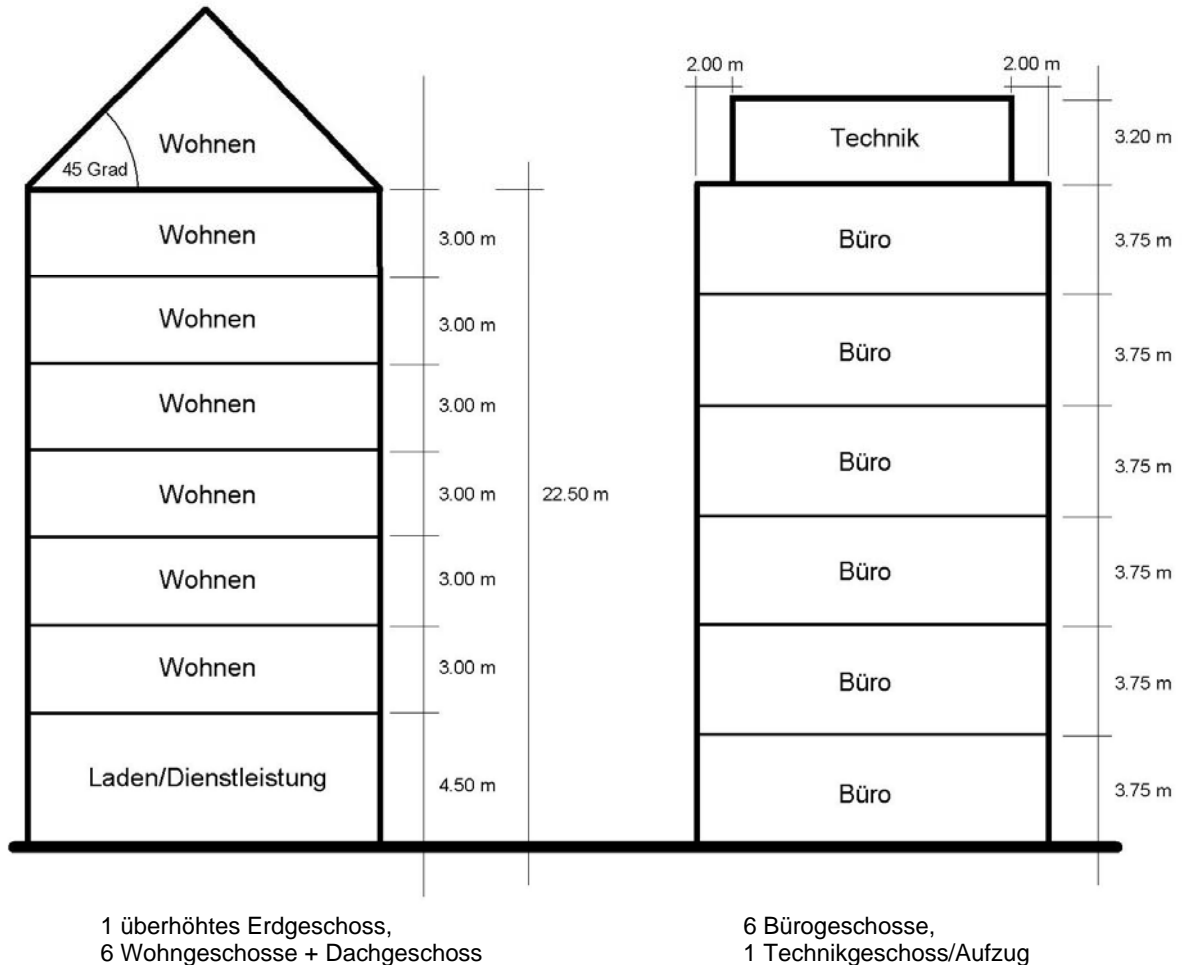 Wohnen
45 Grad
Wohnen
3.00 m
Wohnen
3.00 m
Wohnen
3.00 m
Wohnen
3.00 m
22.50 m
Wohnen
3.00 m
Wohnen
3.00 m
Laden/Dienstleistung
4.50 m
1 überhöhtes Erdgeschoss,
6 Wohngeschosse + Dachgeschoss
2.00 m
2.00 m
Technik
3.20 m
Büro
3.75 m
Büro
3.75 m
Büro
3.75 m
Büro
3.75 m
Büro
3.75 m
Büro
3.75 m
6 Bürogeschosse,
1 Technikgeschoss/Aufzug